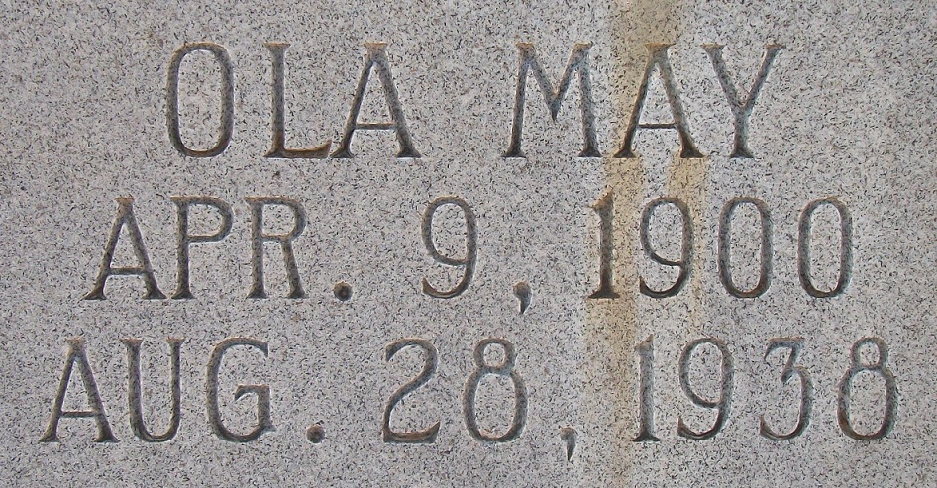 OLA MAY
APR. 9, 1900
AUG. 28, 1938